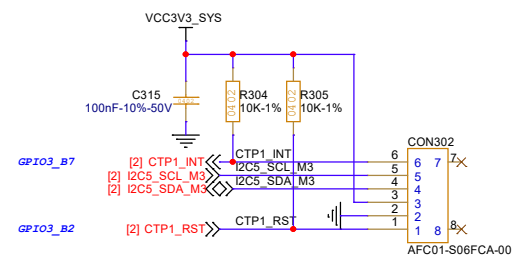 VCC3V3_SYS
C315
100nF-10%-50V
0402
R304
10K-1%
0402
R305
10K-1%
0402
CON302
GPIO3_B7
[2] CTP1_INT
CTP1_INT
[2] I2C5_SCL_M3
I2C5_SCL_M3
[2] I2C5_SDA_M3
I2C5_SDA_M3
GPIO3_B2
[2] CTP1_RST
CTP1_RST
6 6 7 7
5 5
4 4
3 3
2 2
1 1 8 8
AFC01-S06FCA-00